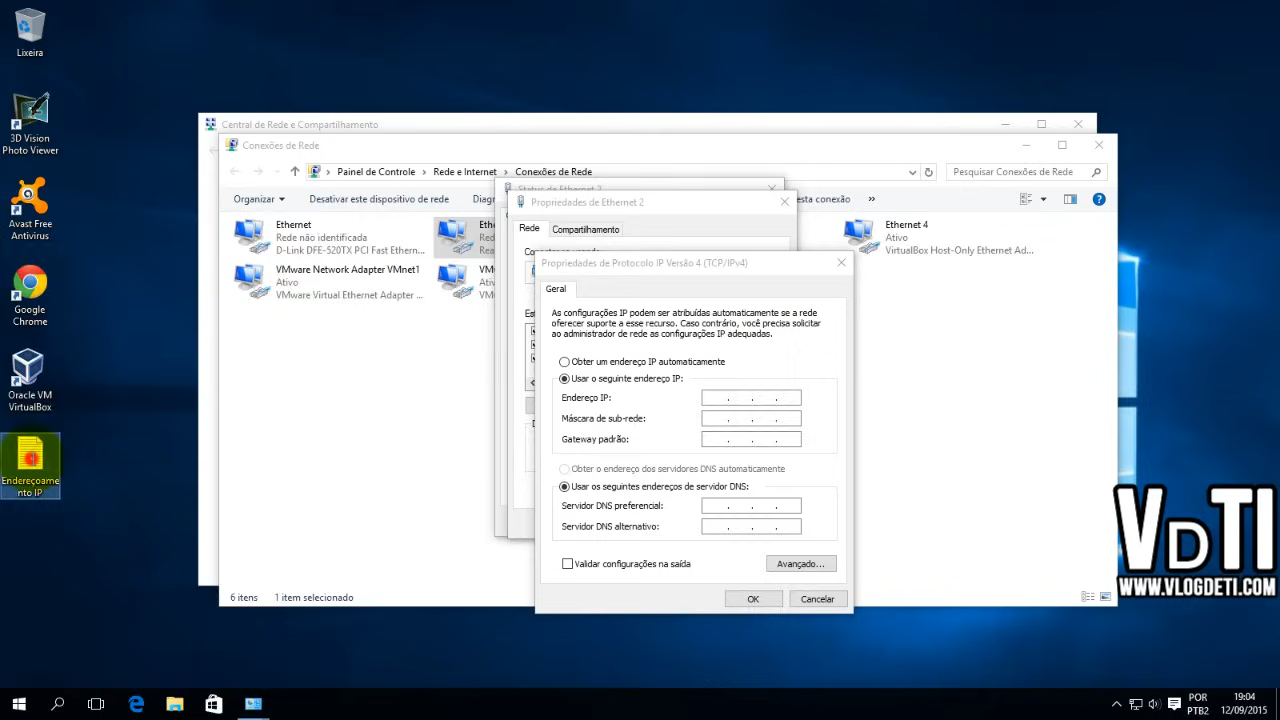 Lixeira
3D Vision
Photo Viewer
Avast Free
Antivirus
Google
Chrome
Oracle VM
VirtualBox
Endereçoame
nto IP
Central de Rede e Compartilhamento
Conexões de Rede
Painel de Controle
Rede e Internet
Conexões de Rede
Pesquisar Conexões de Rede
Organizar
Desativar este dispositivo de rede
Ethernet
Rede não identificada
D-Link DFE-520TX PCI Fast Ethern...
VMware Network Adapter VMnet1
Ativo
VMware Virtual Ethernet Adapter ...
Ethernet 4
Ativo
VirtualBox Host-Only Ethernet Ad...
6 itens
1 item selecionado
Status de Ethernet 2
Propriedades de Ethernet 2
Rede
Compartilhamento
Propriedades de Protocolo IP Versão 4 (TCP/IPv4)
Geral
As configurações IP podem ser atribuídas automaticamente se a rede
oferecer suporte a esse recurso. Caso contrário, você precisa solicitar
ao administrador de rede as configurações IP adequadas.
Obter um endereço IP automaticamente
Usar o seguinte endereço IP:
Endereço IP:
Máscara de sub-rede:
Gateway padrão:
Obter o endereço dos servidores DNS automaticamente
Usar os seguintes endereços de servidor DNS:
Servidor DNS preferencial:
Servidor DNS alternativo:
Validar configurações na saída
Avançado...
OK
Cancelar
VDTI
WWW.VLOGDETI.COM
POR
PTB2
19:04
12/09/2015